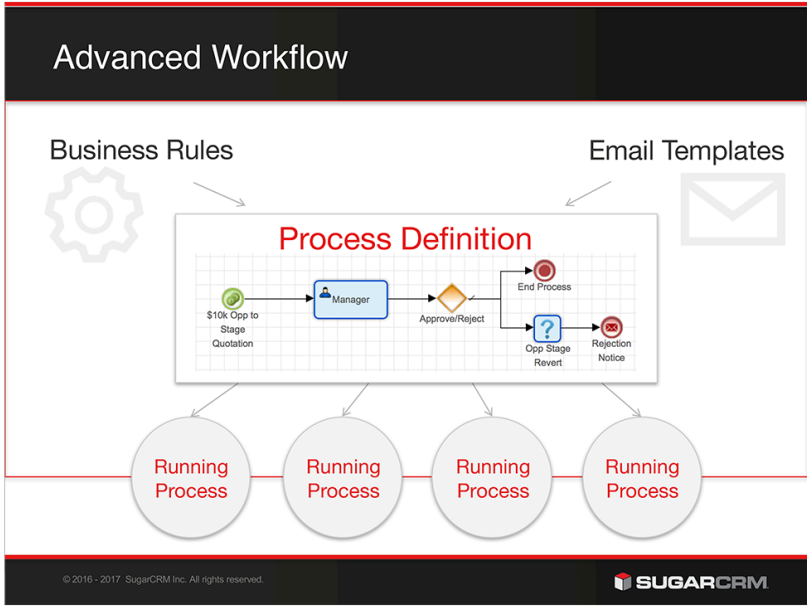 Advanced Workflow
Business Rules
Email Templates
Process Definition
$10k Opp to
Stage
Quotation
Manager
Approve/Reject
End Process
?
Opp Stage
Revert
Rejection
Notice
Running
Process
Running
Process
Running
Process
Running
Process
© 2016 - 2017 SugarCRM Inc. All rights reserved.
SUGARCRM